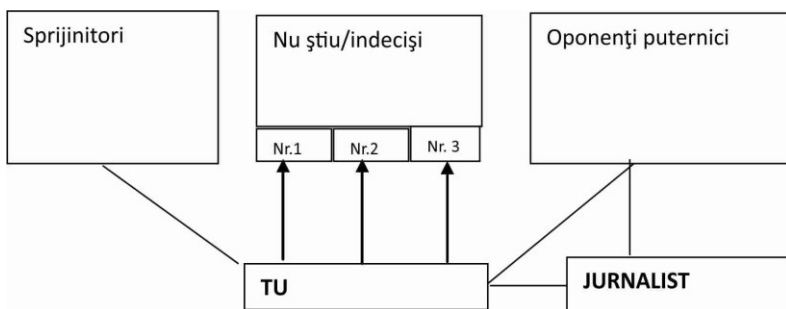 Sprijinitori
Nu ştiu/indecişi
Oponenţi puternici
Nr.1
Nr.2
Nr. 3
TU
JURNALIST